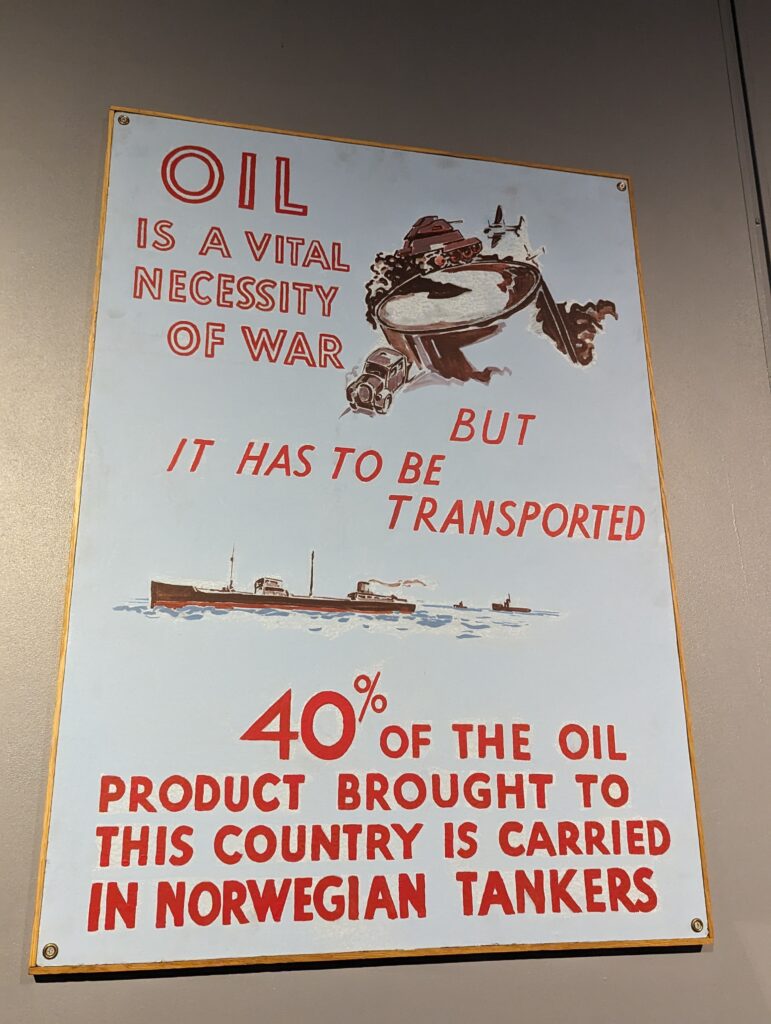 OIL
IS A VITAL
NECESSITY
OF WAR
BUT
IT HAS TO BE
TRANSPORTED
40% OF THE OIL
PRODUCT BROUGHT TO
THIS COUNTRY IS CARRIED
IN NORWEGIAN TANKERS